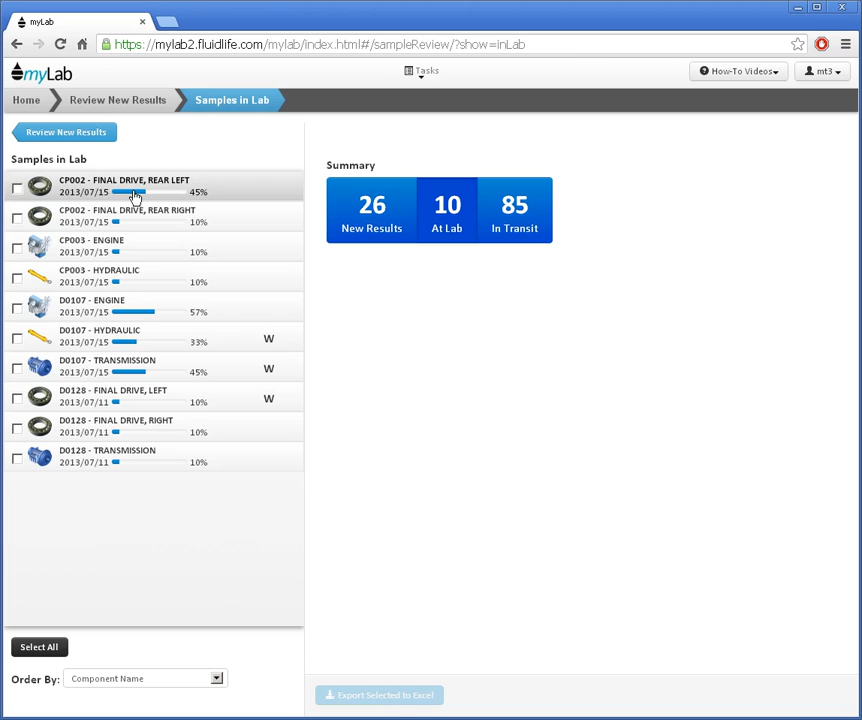 myLab
https://mylab2.fluidlife.com/mylab/index.html#/sampleReview/?show=inLab
myLab
Tasks
How-To Videos
mt3
Home
Review New Results
Samples in Lab
Review New Results
Samples in Lab
CP002 - FINAL DRIVE, REAR LEFT
2013/07/15 45%
CP002 - FINAL DRIVE, REAR RIGHT
2013/07/15 10%
CP003 - ENGINE
2013/07/15 10%
CP003 - HYDRAULIC
2013/07/15 10%
D0107 - ENGINE
2013/07/15 57%
D0107 - HYDRAULIC
2013/07/15 33% W
D0107 - TRANSMISSION
2013/07/15 45% W
D0128 - FINAL DRIVE, LEFT
2013/07/11 10% W
D0128 - FINAL DRIVE, RIGHT
2013/07/11 10%
D0128 - TRANSMISSION
2013/07/11 10%
Select All
Order By: Component Name
Summary
26 10 85
New Results At Lab In Transit
Export Selected to Excel